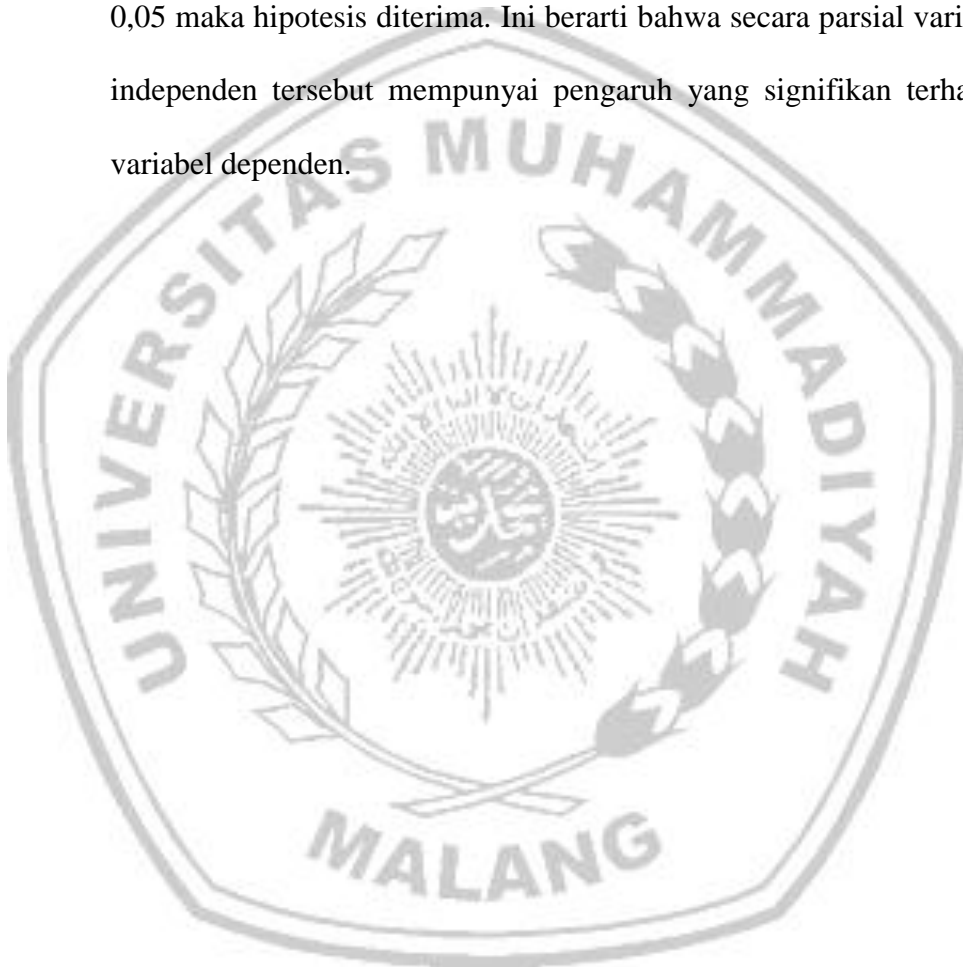 0,05 maka hipotesis diterima. Ini berarti bahwa secara parsial vari
independen tersebut mempunyai pengaruh yang signifikan terha
variabel dependen.
UNIVERSITAS MUHAMMADIYAH
MALANG